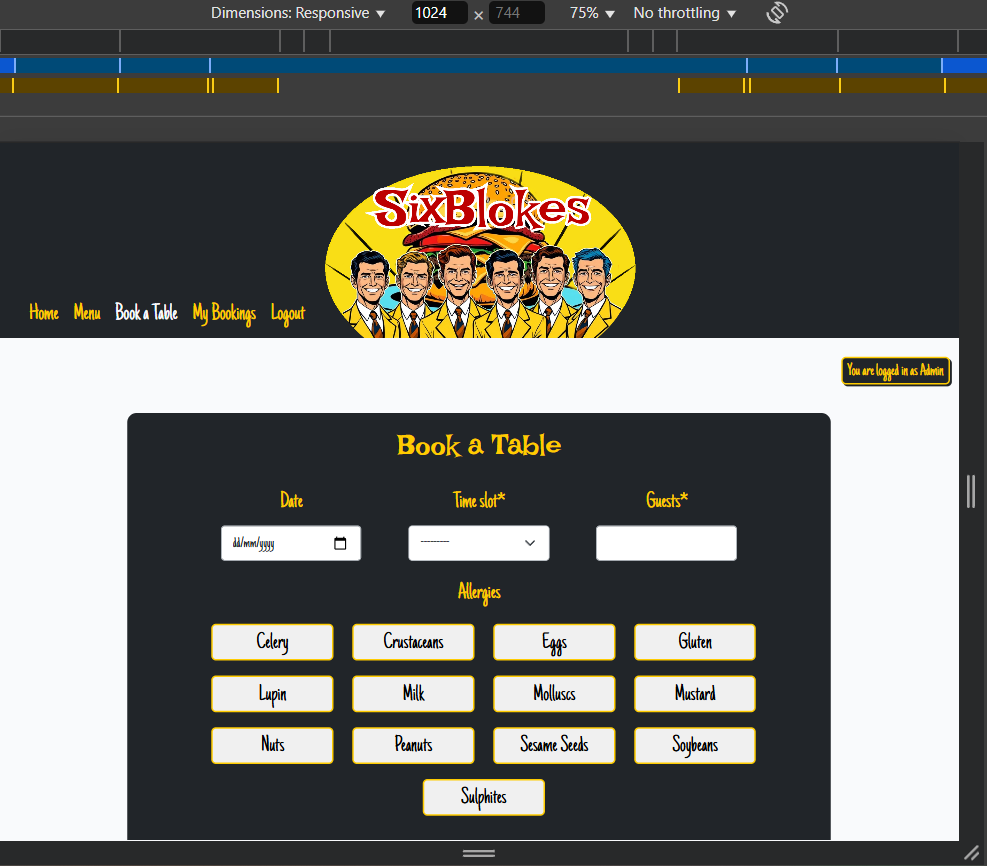 Dimensions: Responsive ▼ 1024 × 744 75% ▼ No throttling ▼
SixBlokes
Home Menu Book a Table My Bookings Logout
You are logged in as Admin
Book a Table
Date Time slot* Guests*
dd/mm/yyyy ---------
Allergies
Celery Crustaceans Eggs Gluten
Lupin Milk Molluscs Mustard
Nuts Peanuts Sesame Seeds Soybeans
Sulphites